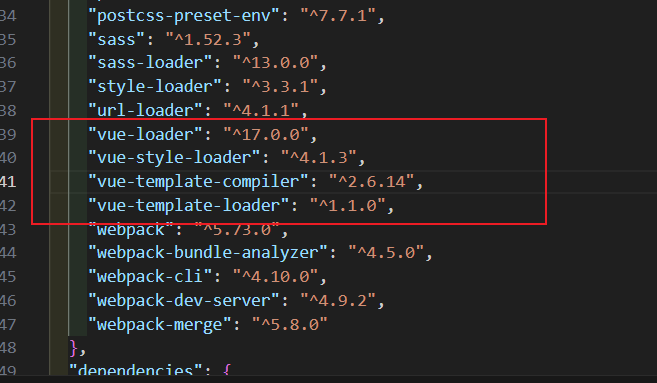 34 "postcss-preset-env": "^7.7.1",
35 "sass": "^1.52.3",
36 "sass-loader": "^13.0.0",
37 "style-loader": "^3.3.1",
38 "url-loader": "^4.1.1",
39 "vue-loader": "^17.0.0",
40 "vue-style-loader": "^4.1.3",
41 "vue-template-compiler": "^2.6.14",
42 "vue-template-loader": "^1.1.0",
43 "webpack": "^5.73.0",
44 "webpack-bundle-analyzer": "^4.5.0",
45 "webpack-cli": "^4.10.0",
46 "webpack-dev-server": "^4.9.2",
47 "webpack-merge": "^5.8.0"
48 },
49 "dependencies": {